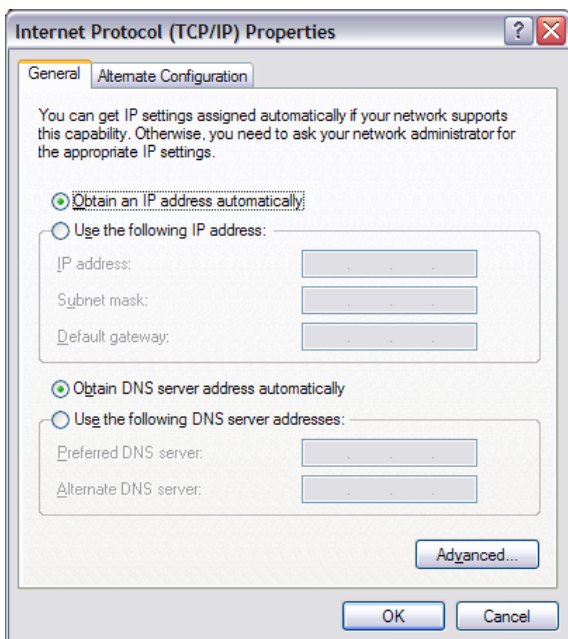 Internet Protocol (TCP/IP) Properties
General Alternate Configuration
You can get IP settings assigned automatically if your network supports
this capability. Otherwise, you need to ask your network administrator for
the appropriate IP settings.
Obtain an IP address automatically
Use the following IP address:
IP address:
Subnet mask:
Default gateway:
Obtain DNS server address automatically
Use the following DNS server addresses:
Preferred DNS server:
Alternate DNS server:
Advanced...
OK Cancel